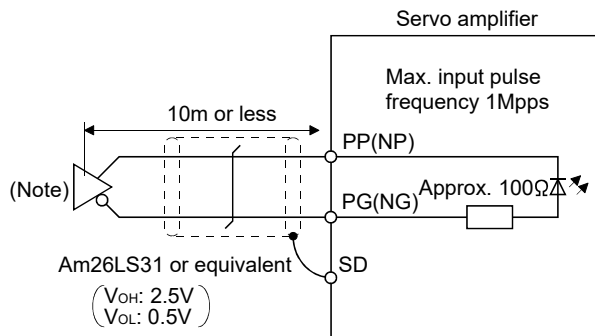 Servo amplifier
Max. input pulse
frequency 1Mpps
10m or less
PP(NP)
(Note)
Approx. 100Ω
PG(NG)
Am26LS31 or equivalent
SD
VOH: 2.5V
VOL: 0.5V